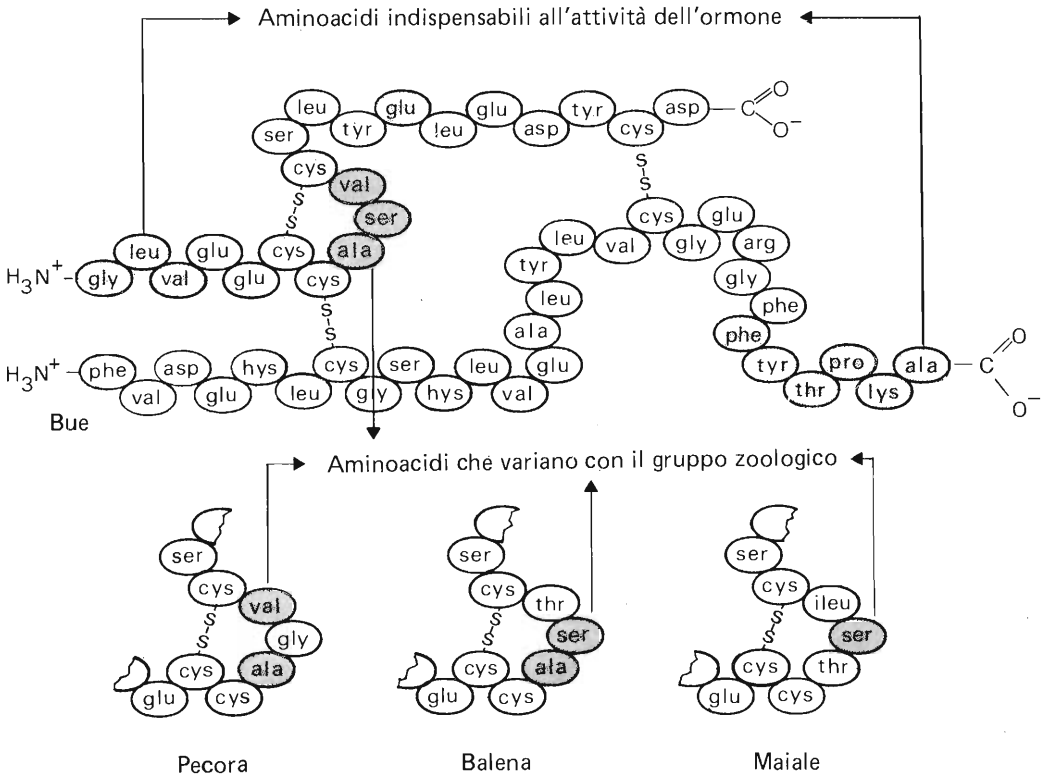 Aminoacidi indispensabili all'attività dell'ormone
leu glu glu tyr asp
ser tyr leu asp cys
C O O⁻
cys val ser ala
S S
S S
H₃N⁺ gly leu val glu glu cys cys
S S
H₃N⁺ phe val asp glu hys leu cys gly ser hys leu val glu ala leu tyr leu val cys gly glu arg gly phe phe tyr thr pro lys ala C O O⁻
Bue
Aminoacidi che variano con il gruppo zoologico
ser cys val gly ala cys cys glu
S S
Pecora
ser cys thr ser ala cys cys glu
S S
Balena
ser cys ileu ser thr cys cys glu
S S
Maiale